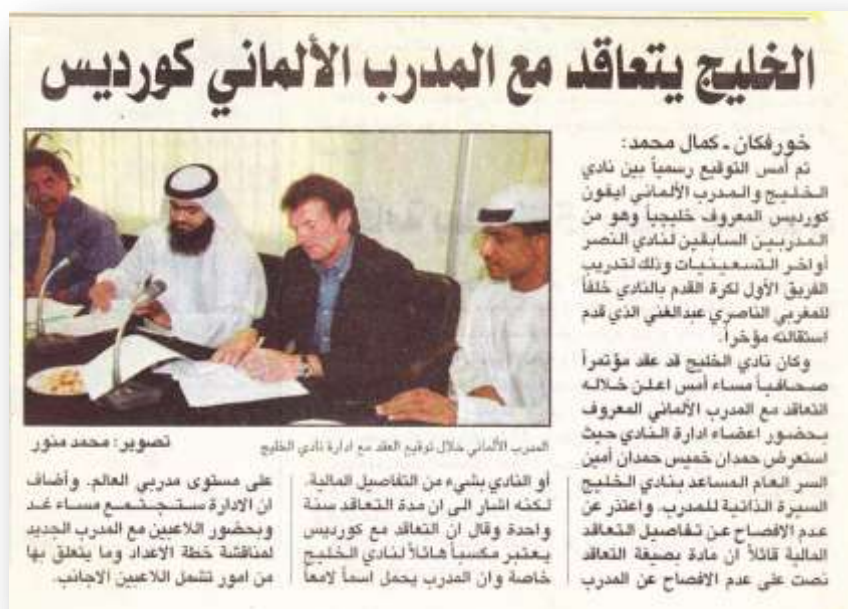 الخليج يتعاقد مع المدرب الألماني كورديس
خورفكان ـ كمال محمد:
تم أمس التوقيع رسمياً بين نادي
الخليج والمدرب الألماني ايفون
كورديس المعروف خليجياً وهو من
المدربين السابقين لنادي النصر
أواخر التسعينيات وذلك لتدريب
الفريق الأول لكرة القدم بالنادي خلفاً
للمغربي الناصري عبدالغني الذي قدم
استقالته مؤخراً.
وكان نادي الخليج قد عقد مؤتمراً
صحافياً مساء أمس اعلن خلاله
التعاقد مع المدرب الألماني المعروف
بحضور اعضاء ادارة النادي حيث
استعرض حمدان خميس حمدان أمين
السر العام المساعد بنادي الخليج
السيرة الذاتية للمدرب. واعتذر عن
عدم الافصاح عن تفاصيل التعاقد
المالية قائلاً ان مادة بصيغة التعاقد
نصت على عدم الافصاح عن المدرب
المدرب الألماني خلال توقيع العقد مع ادارة نادي الخليج
تصوير: محمد منور
أو النادي بشيء من التفاصيل المالية.
لكنه اشار الى ان مدة التعاقد سنة
واحدة وقال ان التعاقد مع كورديس
يعتبر مكسباً هائلاً لنادي الخليج
خاصة وان المدرب يحمل اسماً لامعاً
على مستوى مدربي العالم. وأضاف
ان الادارة ستجتمع مساء غد
وبحضور اللاعبين مع المدرب الجديد
لمناقشة خطة الاعداد وما يتعلق بها
من امور تشمل اللاعبين الاجانب.